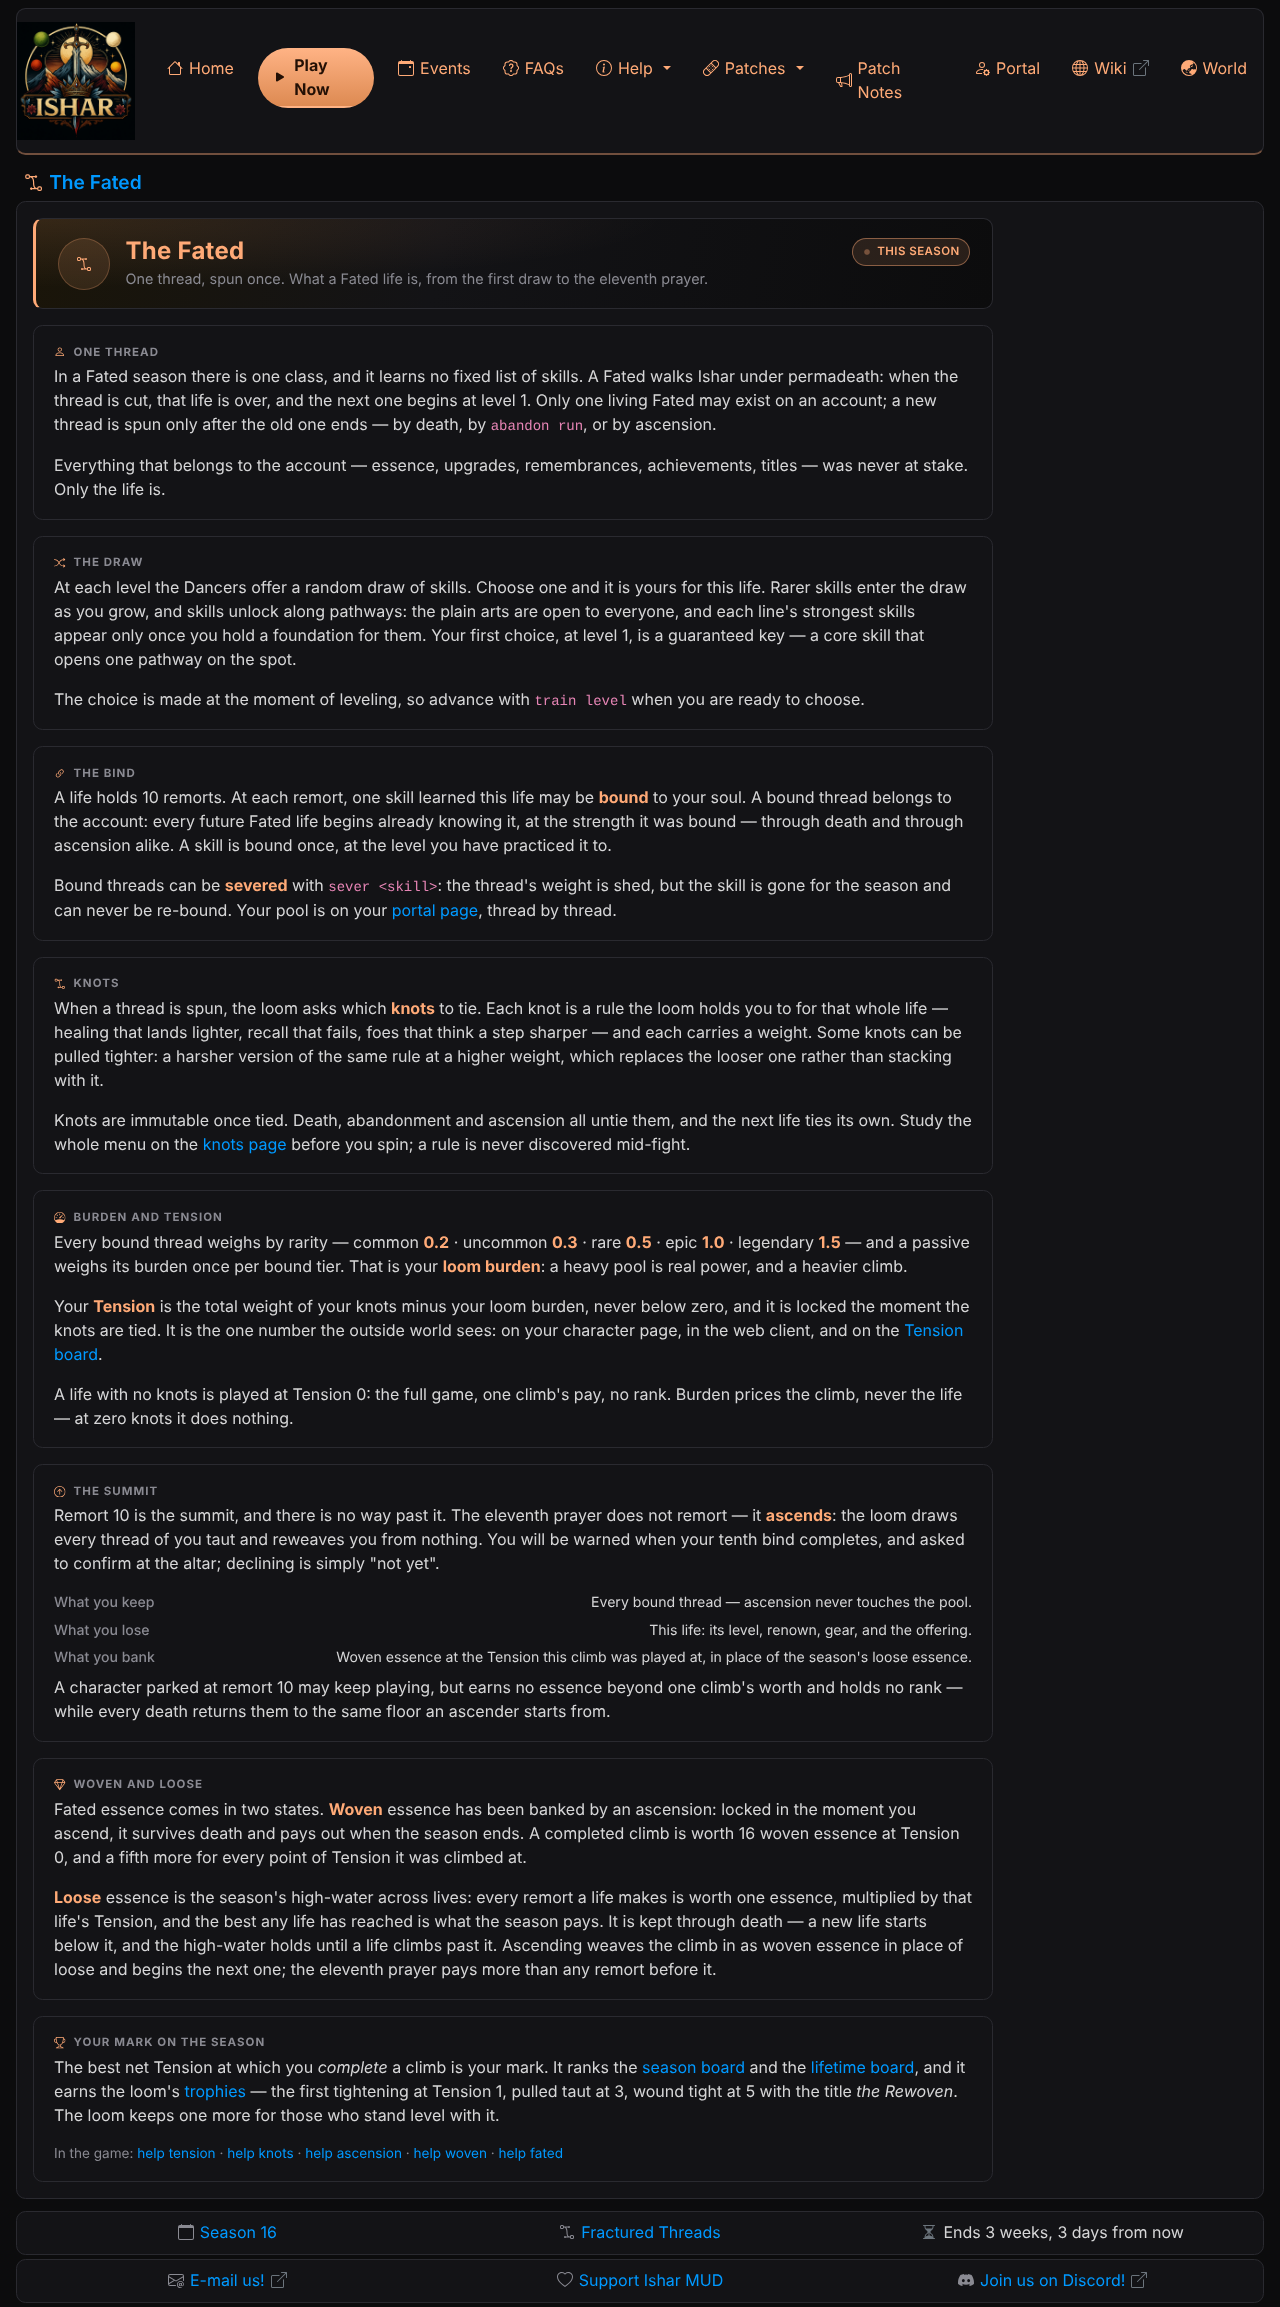 ISHAR
Home
Play
Now
Events
FAQs
Help
Patches
Patch
Notes
Portal
Wiki
World
The Fated
The Fated
One thread, spun once. What a Fated life is, from the first draw to the eleventh prayer.
THIS SEASON
ONE THREAD
In a Fated season there is one class, and it learns no fixed list of skills. A Fated walks Ishar under permadeath: when the
thread is cut, that life is over, and the next one begins at level 1. Only one living Fated may exist on an account; a new
thread is spun only after the old one ends — by death, by abandon run, or by ascension.
Everything that belongs to the account — essence, upgrades, remembrances, achievements, titles — was never at stake.
Only the life is.
THE DRAW
At each level the Dancers offer a random draw of skills. Choose one and it is yours for this life. Rarer skills enter the draw
as you grow, and skills unlock along pathways: the plain arts are open to everyone, and each line's strongest skills
appear only once you hold a foundation for them. Your first choice, at level 1, is a guaranteed key — a core skill that
opens one pathway on the spot.
The choice is made at the moment of leveling, so advance with train level when you are ready to choose.
THE BIND
A life holds 10 remorts. At each remort, one skill learned this life may be bound to your soul. A bound thread belongs to
the account: every future Fated life begins already knowing it, at the strength it was bound — through death and through
ascension alike. A skill is bound once, at the level you have practiced it to.
Bound threads can be severed with sever <skill>: the thread's weight is shed, but the skill is gone for the season and
can never be re-bound. Your pool is on your portal page, thread by thread.
KNOTS
When a thread is spun, the loom asks which knots to tie. Each knot is a rule the loom holds you to for that whole life —
healing that lands lighter, recall that fails, foes that think a step sharper — and each carries a weight. Some knots can be
pulled tighter: a harsher version of the same rule at a higher weight, which replaces the looser one rather than stacking
with it.
Knots are immutable once tied. Death, abandonment and ascension all untie them, and the next life ties its own. Study the
whole menu on the knots page before you spin; a rule is never discovered mid-fight.
BURDEN AND TENSION
Every bound thread weighs by rarity — common 0.2 · uncommon 0.3 · rare 0.5 · epic 1.0 · legendary 1.5 — and a passive
weighs its burden once per bound tier. That is your loom burden: a heavy pool is real power, and a heavier climb.
Your Tension is the total weight of your knots minus your loom burden, never below zero, and it is locked the moment the
knots are tied. It is the one number the outside world sees: on your character page, in the web client, and on the Tension
board.
A life with no knots is played at Tension 0: the full game, one climb's pay, no rank. Burden prices the climb, never the life
— at zero knots it does nothing.
THE SUMMIT
Remort 10 is the summit, and there is no way past it. The eleventh prayer does not remort — it ascends: the loom draws
every thread of you taut and reweaves you from nothing. You will be warned when your tenth bind completes, and asked
to confirm at the altar; declining is simply "not yet".
What you keep Every bound thread — ascension never touches the pool.
What you lose This life: its level, renown, gear, and the offering.
What you bank Woven essence at the Tension this climb was played at, in place of the season's loose essence.
A character parked at remort 10 may keep playing, but earns no essence beyond one climb's worth and holds no rank —
while every death returns them to the same floor an ascender starts from.
WOVEN AND LOOSE
Fated essence comes in two states. Woven essence has been banked by an ascension: locked in the moment you
ascend, it survives death and pays out when the season ends. A completed climb is worth 16 woven essence at Tension
0, and a fifth more for every point of Tension it was climbed at.
Loose essence is the season's high-water across lives: every remort a life makes is worth one essence, multiplied by that
life's Tension, and the best any life has reached is what the season pays. It is kept through death — a new life starts
below it, and the high-water holds until a life climbs past it. Ascending weaves the climb in as woven essence in place of
loose and begins the next one; the eleventh prayer pays more than any remort before it.
YOUR MARK ON THE SEASON
The best net Tension at which you complete a climb is your mark. It ranks the season board and the lifetime board, and it
earns the loom's trophies — the first tightening at Tension 1, pulled taut at 3, wound tight at 5 with the title the Rewoven.
The loom keeps one more for those who stand level with it.
In the game: help tension · help knots · help ascension · help woven · help fated
Season 16
Fractured Threads
Ends 3 weeks, 3 days from now
E-mail us!
Support Ishar MUD
Join us on Discord!